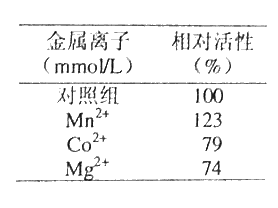 金属离子 相对活性
(mmol/L) (%)
对照组 100
Mn²⁺ 123
Co²⁺ 79
Mg²⁺ 74